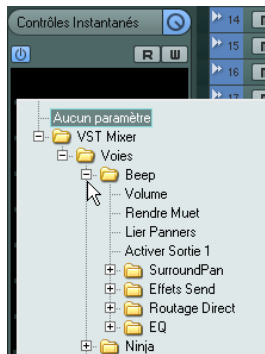 Contrôles Instantanés
14
R W
15
16
17
Aucun paramètre
VST Mixer
Voies
Beep
Volume
Rendre Muet
Lier Panners
Activer Sortie 1
SurroundPan
Effets Send
Routage Direct
EQ
Ninja